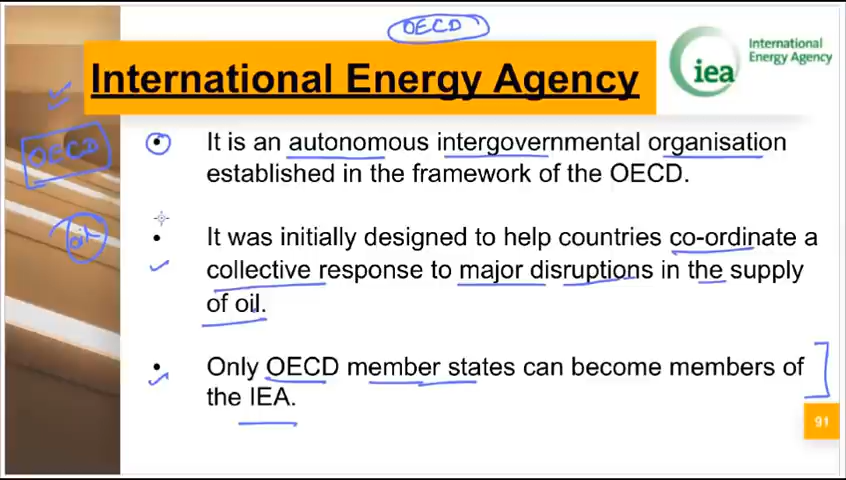 OECD
International Energy Agency
iea
International
Energy Agency
OECD
• It is an autonomous intergovernmental organisation
established in the framework of the OECD.
oil
• It was initially designed to help countries co-ordinate a
collective response to major disruptions in the supply
of oil.
• Only OECD member states can become members of
the IEA.
91